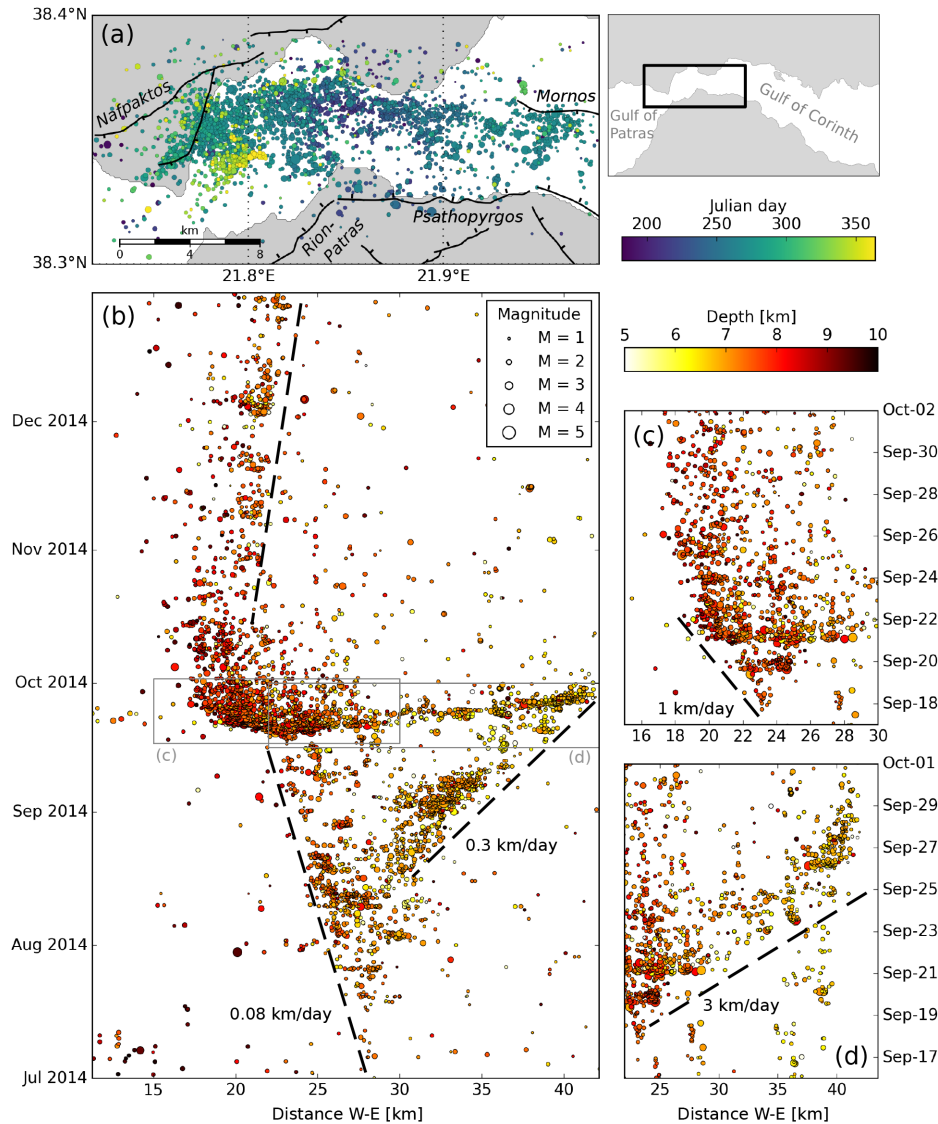 38.4°N
(a)
Nafpaktos
Mornos
Psathopyrgos
Rion-
Patras
km
0 4 8
38.3°N
21.8°E 21.9°E
Gulf of
Patras
Gulf of Corinth
Julian day
200 250 300 350
(b)
Magnitude
M = 1
M = 2
M = 3
M = 4
M = 5
Dec 2014
Nov 2014
Oct 2014
Sep 2014
Aug 2014
Jul 2014
(c)
(d)
0.3 km/day
0.08 km/day
15 20 25 30 35 40
Distance W-E [km]
Depth [km]
5 6 7 8 9 10
(c)
Oct-02
Sep-30
Sep-28
Sep-26
Sep-24
Sep-22
Sep-20
Sep-18
1 km/day
16 18 20 22 24 26 28 30
Oct-01
Sep-29
Sep-27
Sep-25
Sep-23
Sep-21
Sep-19
Sep-17
3 km/day
(d)
25 30 35 40
Distance W-E [km]